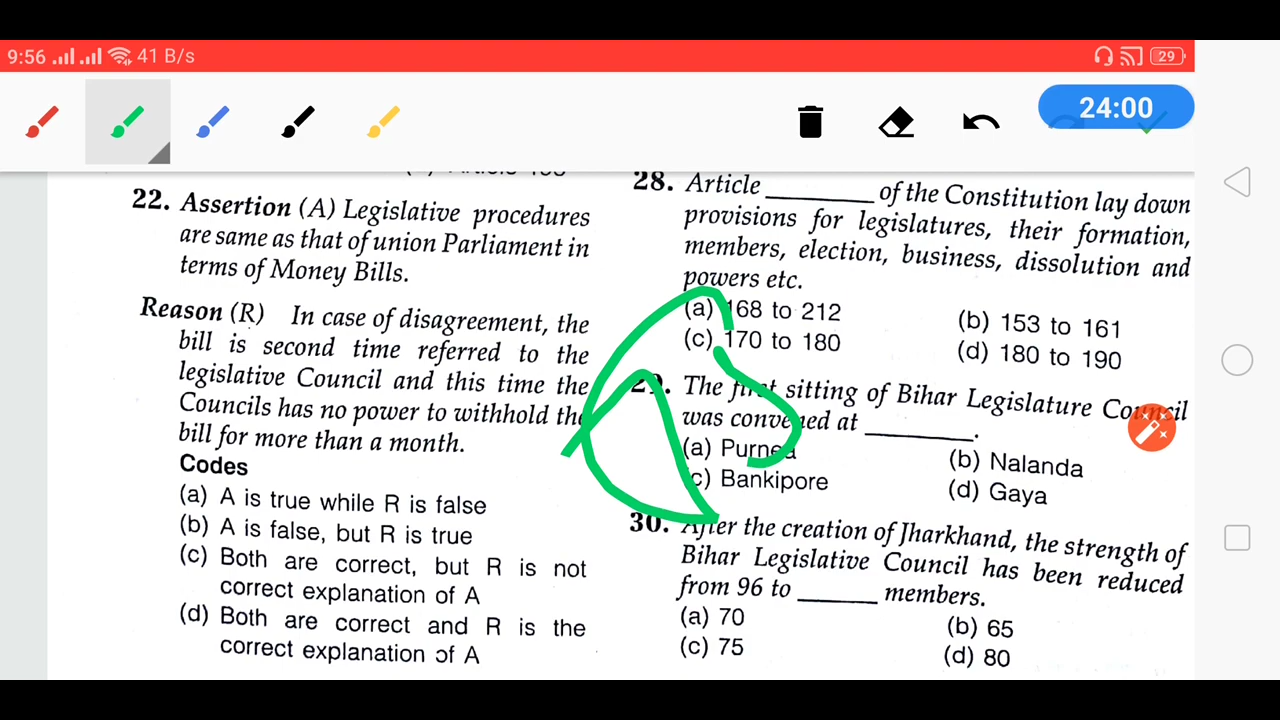 9:56 41 B/s 29
24:00
22. Assertion (A) Legislative procedures
are same as that of union Parliament in
terms of Money Bills.
Reason (R) In case of disagreement, the
bill is second time referred to the
legislative Council and this time the
Councils has no power to withhold the
bill for more than a month.
Codes
(a) A is true while R is false
(b) A is false, but R is true
(c) Both are correct, but R is not
correct explanation of A
(d) Both are correct and R is the
correct explanation of A
28. Article ________ of the Constitution lay down
provisions for legislatures, their formation,
members, election, business, dissolution and
powers etc.
(a) 168 to 212 (b) 153 to 161
(c) 170 to 180 (d) 180 to 190
29. The first sitting of Bihar Legislature Council
was convened at ________.
(a) Purnea (b) Nalanda
(c) Bankipore (d) Gaya
30. After the creation of Jharkhand, the strength of
Bihar Legislative Council has been reduced
from 96 to ______ members.
(a) 70 (b) 65
(c) 75 (d) 80